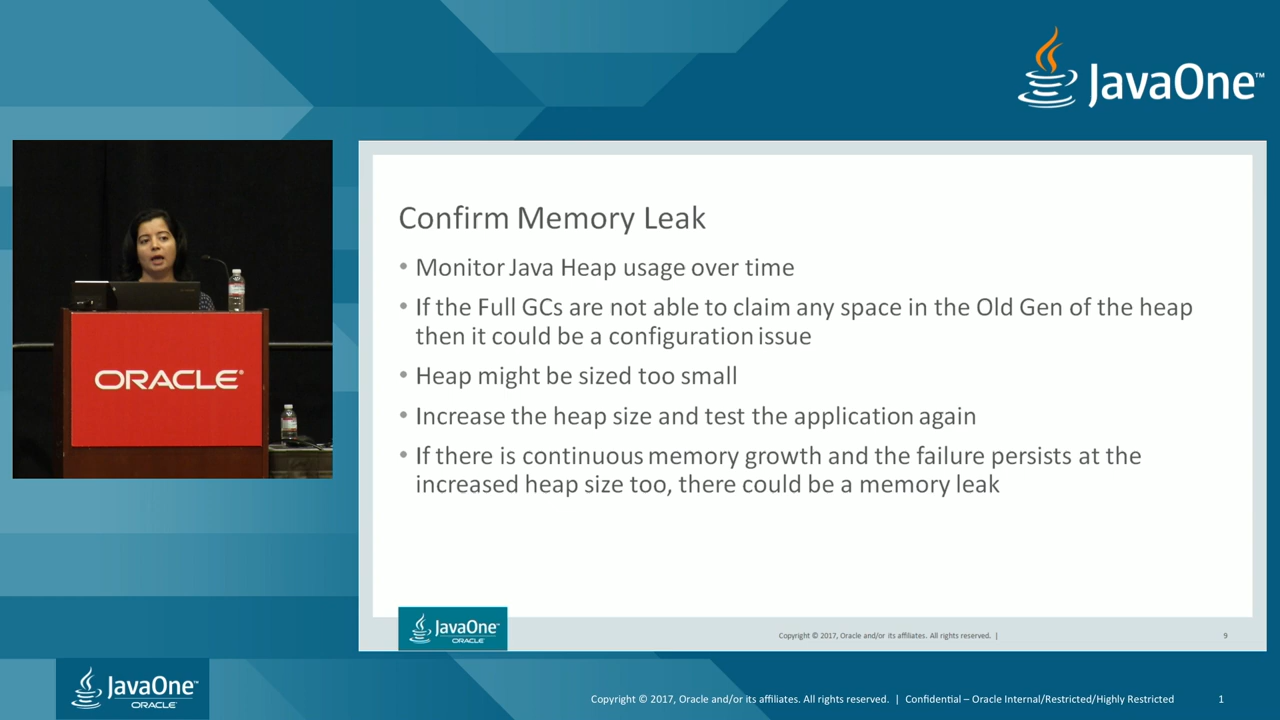 JavaOne™
Confirm Memory Leak
• Monitor Java Heap usage over time
• If the Full GCs are not able to claim any space in the Old Gen of the heap
then it could be a configuration issue
• Heap might be sized too small
• Increase the heap size and test the application again
• If there is continuous memory growth and the failure persists at the
increased heap size too, there could be a memory leak
ORACLE®
JavaOne™
ORACLE®
Copyright © 2017, Oracle and/or its affiliates. All rights reserved. |
9
JavaOne™
ORACLE®
Copyright © 2017, Oracle and/or its affiliates. All rights reserved. | Confidential – Oracle Internal/Restricted/Highly Restricted
1